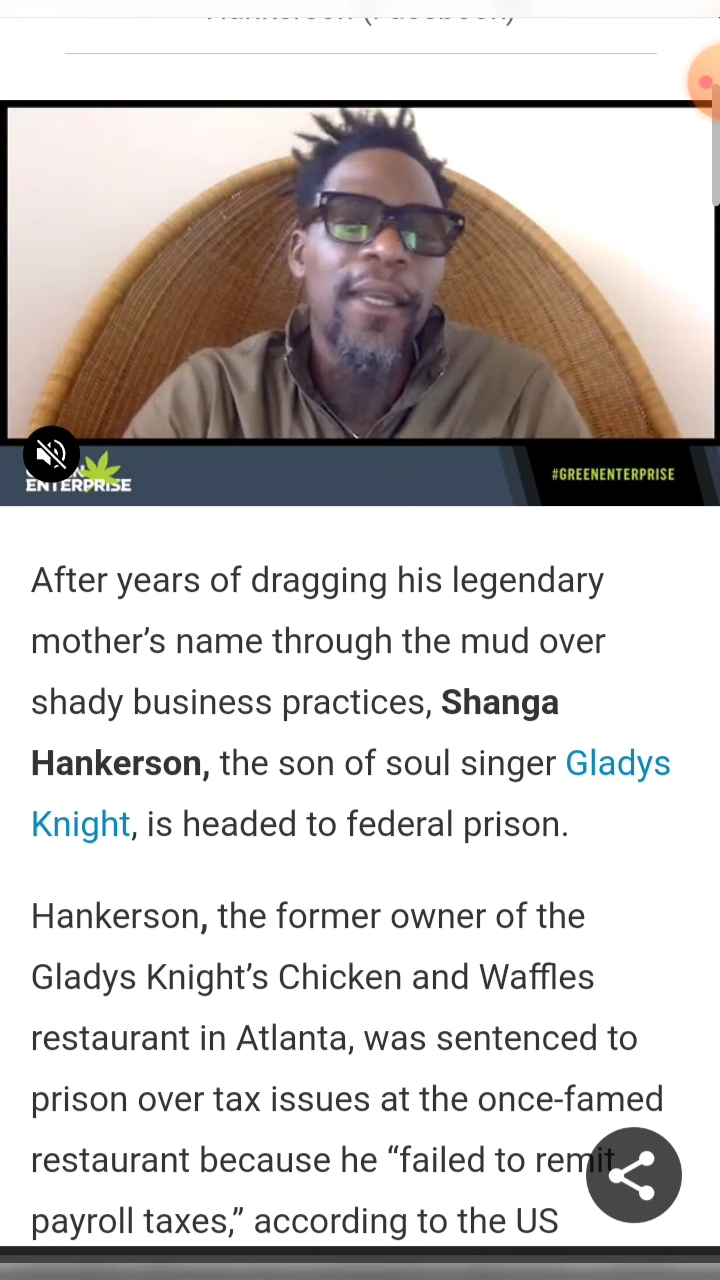 ENTERPRISE
#GREENENTERPRISE
After years of dragging his legendary
mother’s name through the mud over
shady business practices, Shanga
Hankerson, the son of soul singer Gladys
Knight, is headed to federal prison.
Hankerson, the former owner of the
Gladys Knight’s Chicken and Waffles
restaurant in Atlanta, was sentenced to
prison over tax issues at the once-famed
restaurant because he “failed to remit
payroll taxes,” according to the US